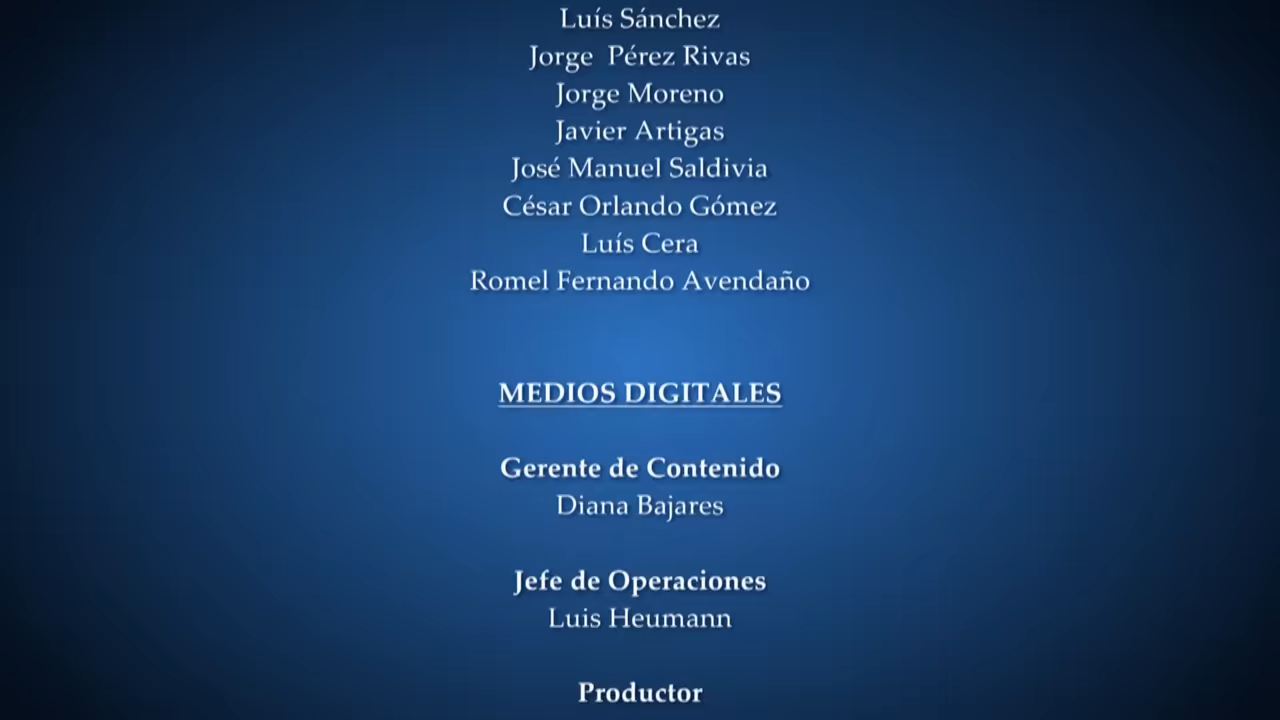 Luís Sánchez
Jorge  Pérez Rivas
Jorge Moreno
Javier Artigas
José Manuel Saldivia
César Orlando Gómez
Luís Cera
Romel Fernando Avendaño
MEDIOS DIGITALES
Gerente de Contenido
Diana Bajares
Jefe de Operaciones
Luis Heumann
Productor